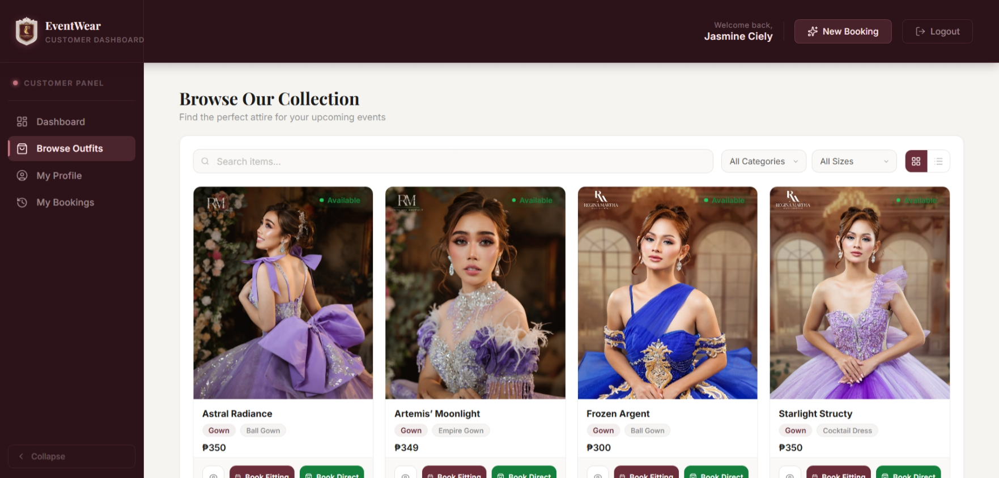 EventWear
CUSTOMER DASHBOARD
Welcome back,
Jasmine Ciely
New Booking
Logout
CUSTOMER PANEL
Dashboard
Browse Outfits
My Profile
My Bookings
Collapse
Browse Our Collection
Find the perfect attire for your upcoming events
Search items...
All Categories
All Sizes
RM
Available
RM
Available
REGINA MARTHA
Available
REGINA MARTHA
Available
Astral Radiance
Gown
Ball Gown
₱350
Book Fitting
Book Direct
Artemis’ Moonlight
Gown
Empire Gown
₱349
Book Fitting
Book Direct
Frozen Argent
Gown
Ball Gown
₱300
Book Fitting
Book Direct
Starlight Structy
Gown
Cocktail Dress
₱350
Book Fitting
Book Direct